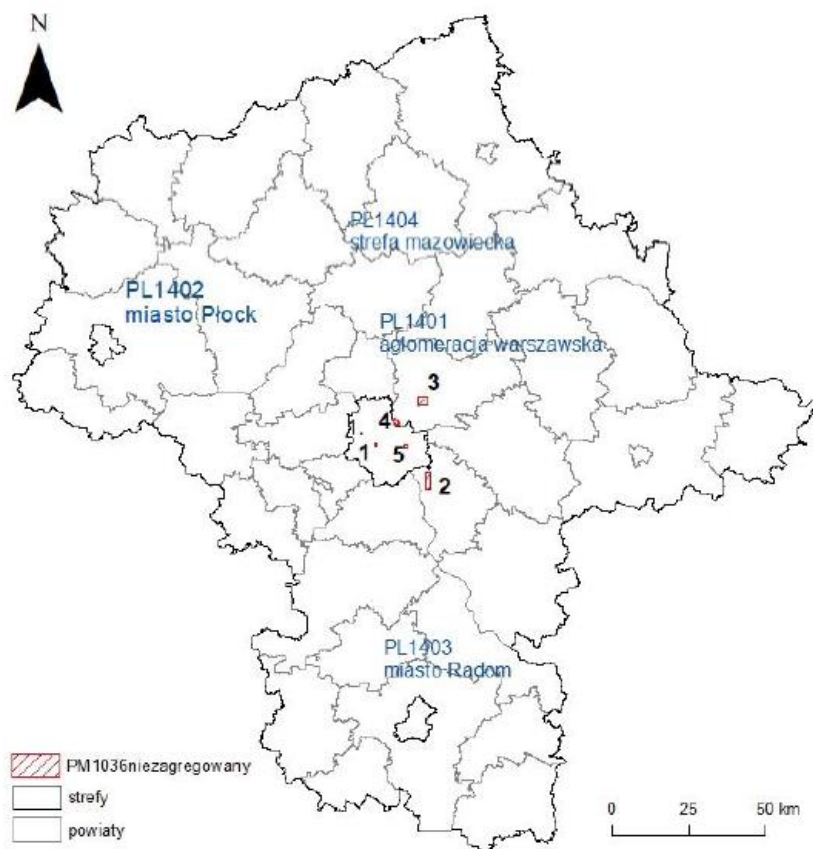 N
PL1404
strefa mazowiecka
PL1402
miasto Płock
PL1401
aglomeracja warszawska
3
4
1
5
2
PL1403
miasto Radom
PM1036niezagregowany
strefy
powiaty
0 25 50 km